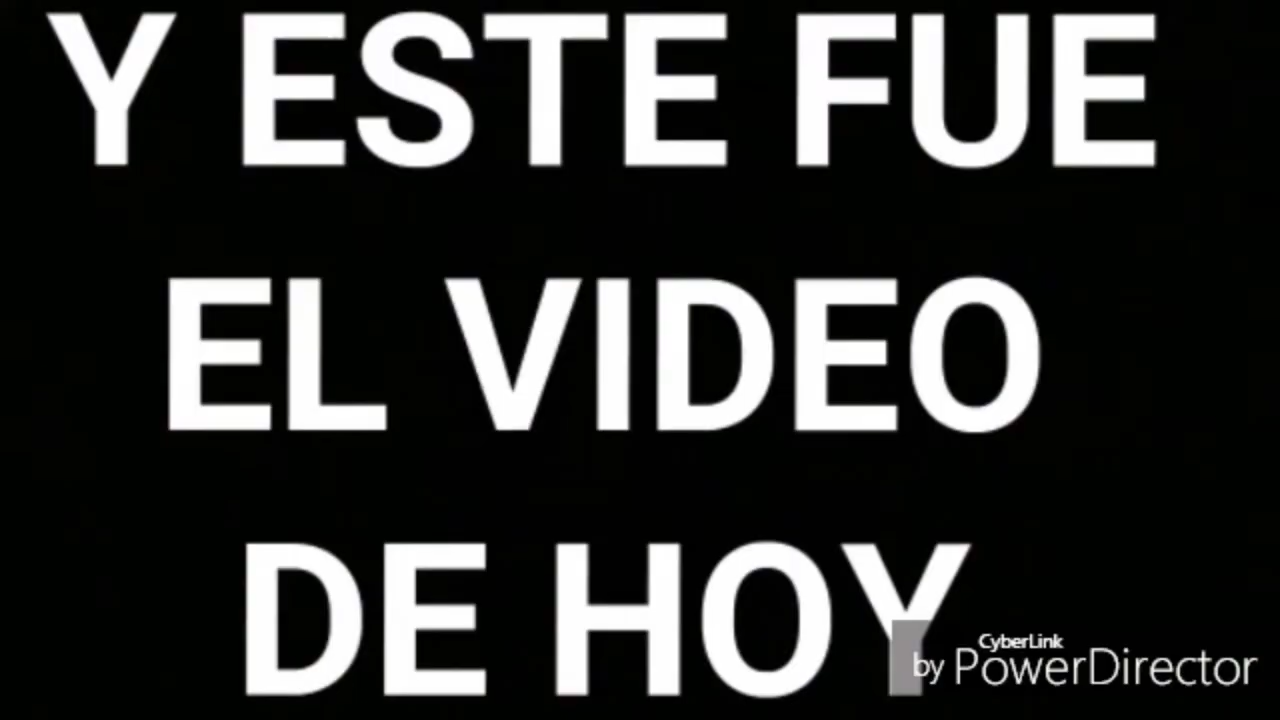 Y ESTE FUE
EL VIDEO
DE HOY
CyberLink
by PowerDirector